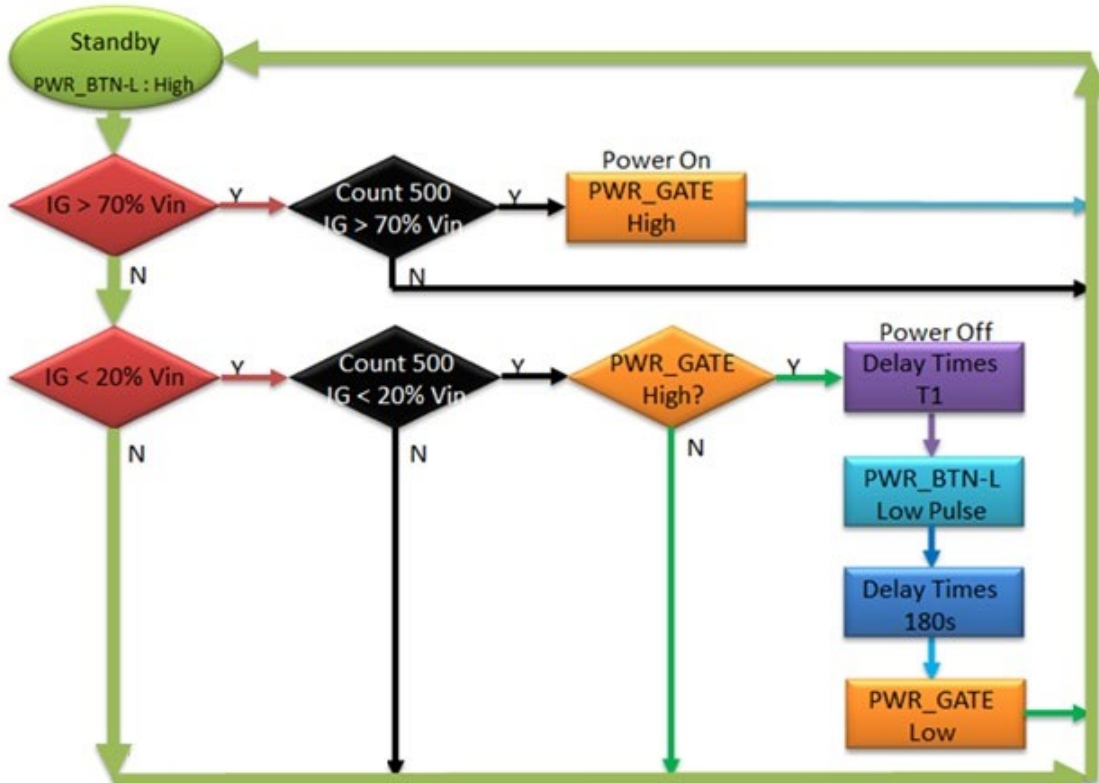 Standby
PWR_BTN-L : High
IG > 70% Vin
Y
Count 500
IG > 70% Vin
Y
Power On
PWR_GATE
High
N
N
IG < 20% Vin
Y
Count 500
IG < 20% Vin
Y
PWR_GATE
High?
Y
Power Off
Delay Times
T1
N
N
N
PWR_BTN-L
Low Pulse
Delay Times
180s
PWR_GATE
Low